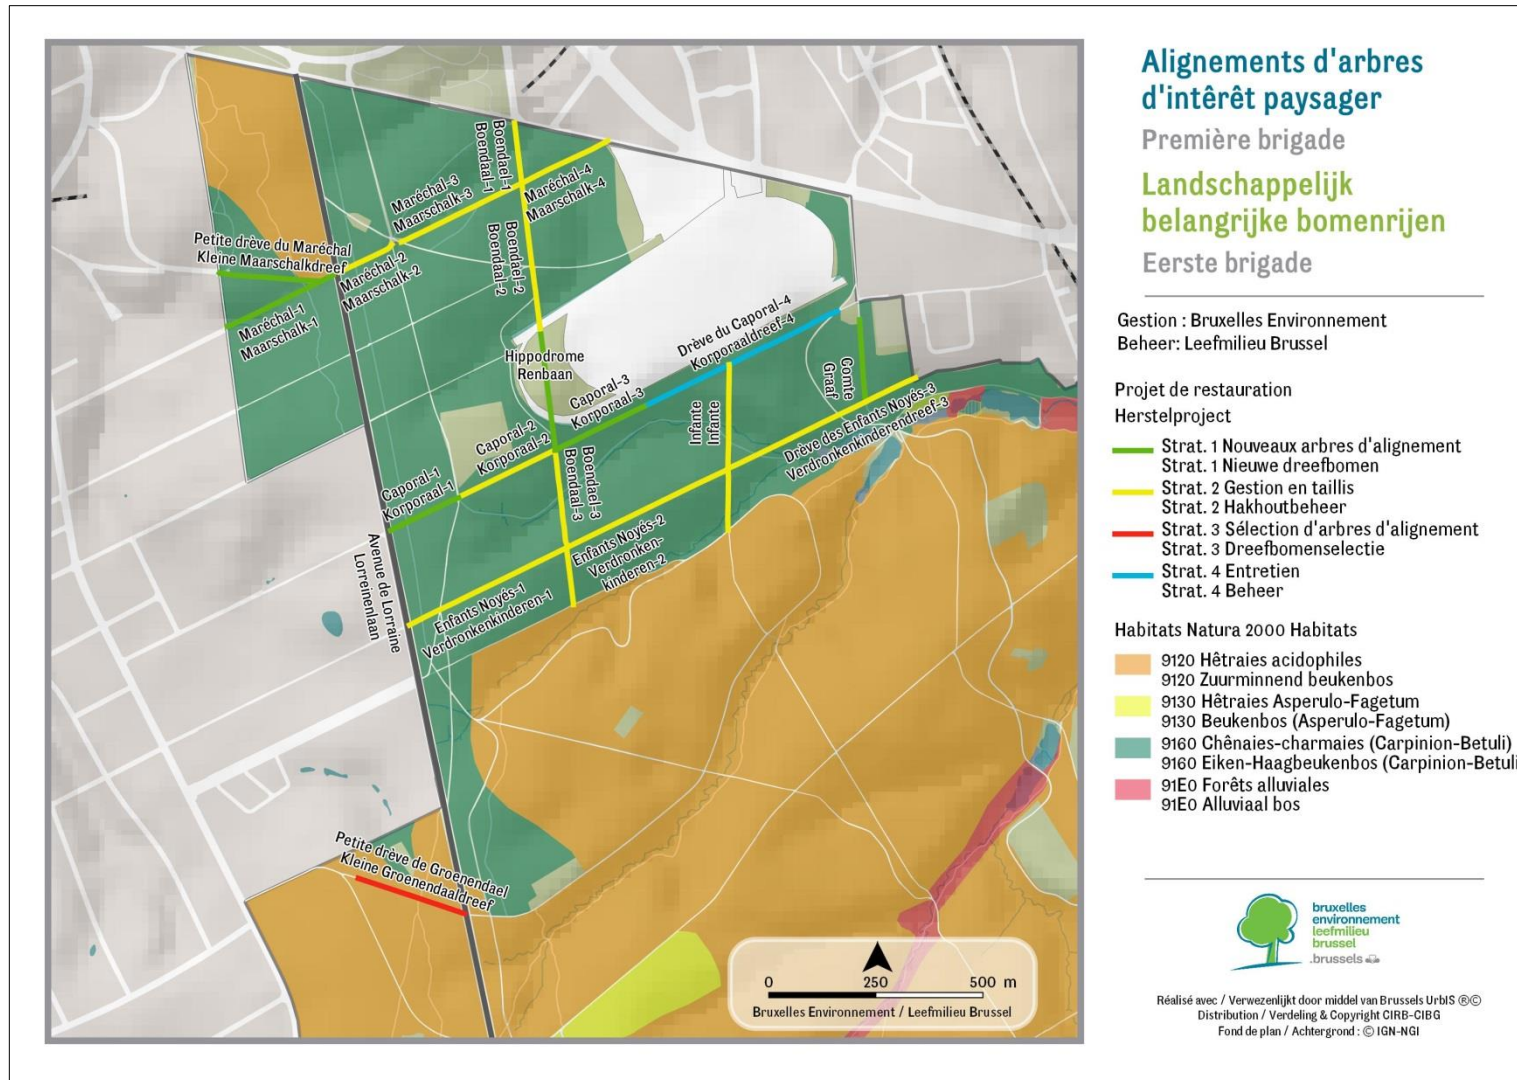 Alignements d'arbres
d'intêrêt paysager
Première brigade
Landschappelijk
belangrijke bomenrijen
Eerste brigade
Gestion : Bruxelles Environnement
Beheer: Leefmilieu Brussel
Projet de restauration
Herstelproject
Strat. 1 Nouveaux arbres d'alignement
Strat. 1 Nieuwe dreefbomen
Strat. 2 Gestion en taillis
Strat. 2 Hakhoutbeheer
Strat. 3 Sélection d'arbres d'alignement
Strat. 3 Dreefbomenselectie
Strat. 4 Entretien
Strat. 4 Beheer
Habitats Natura 2000 Habitats
9120 Hêtraies acidophiles
9120 Zuurminnend beukenbos
9130 Hêtraies Asperulo-Fagetum
9130 Beukenbos (Asperulo-Fagetum)
9160 Chênaies-charmaies (Carpinion-Betuli)
9160 Eiken-Haagbeukenbos (Carpinion-Betuli
91E0 Forêts alluviales
91E0 Alluviaal bos
bruxelles
environnement
leefmilieu
brussel
.brussels
Réalisé avec / Verwezenlijkt door middel van Brussels UrbIS ®©
Distribution / Verdeling & Copyright CIRB-CIBG
Fond de plan / Achtergrond : © IGN-NGI
Boendael-1
Boendaal-1
Maréchal-3
Maarschalk-3
Maréchal-4
Maarschalk-4
Petite drève du Maréchal
Kleine Maarschalkdreef
Maréchal-2
Maarschalk-2
Boendael-2
Boendaal-2
Maréchal-1
Maarschalk-1
Hippodrome
Renbaan
Drève du Caporal-4
Korporaaldreef-4
Comte
Graaf
Caporal-3
Korporaal-3
Infante
Infante
Drève des Enfants Noyés-3
Verdronkenkinderendreef-3
Caporal-2
Korporaal-2
Boendael-3
Boendaal-3
Caporal-1
Korporaal-1
Avenue de Lorraine
Lorreinenlaan
Enfants Noyés-2
Verdronken-
kinderen-2
Enfants Noyés-1
Verdronkenkinderen-1
Petite drève de Groenendael
Kleine Groenendaaldreef
0 250 500 m
Bruxelles Environnement / Leefmilieu Brussel